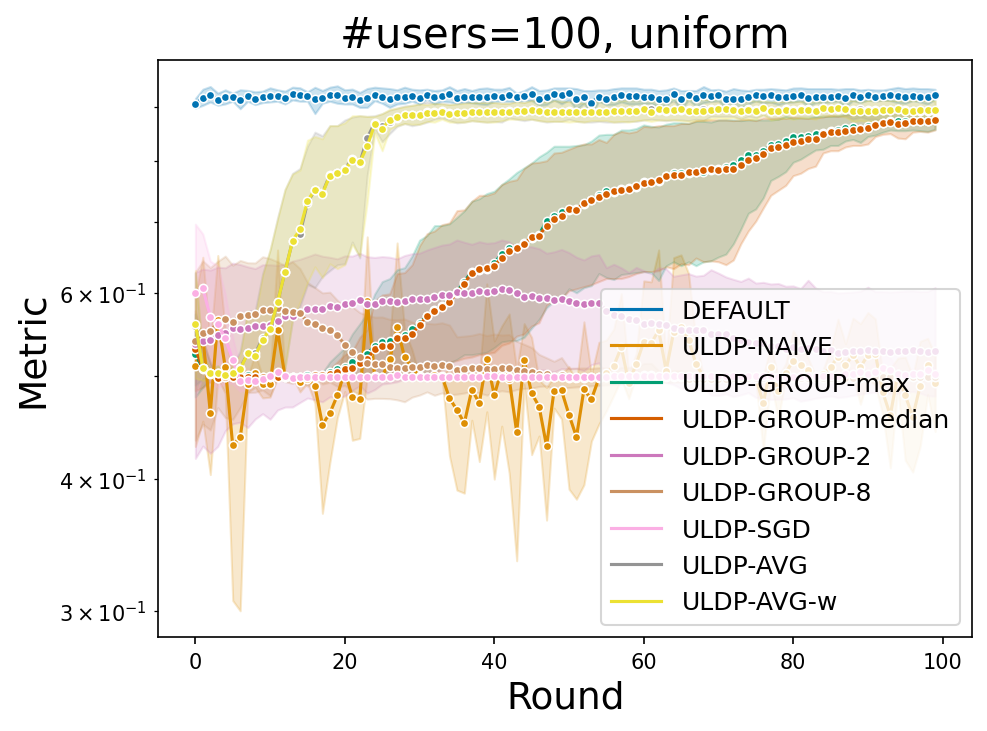 #users=100, uniform
Metric
6 × 10⁻¹
4 × 10⁻¹
3 × 10⁻¹
DEFAULT
ULDP-NAIVE
ULDP-GROUP-max
ULDP-GROUP-median
ULDP-GROUP-2
ULDP-GROUP-8
ULDP-SGD
ULDP-AVG
ULDP-AVG-w
0 20 40 60 80 100
Round